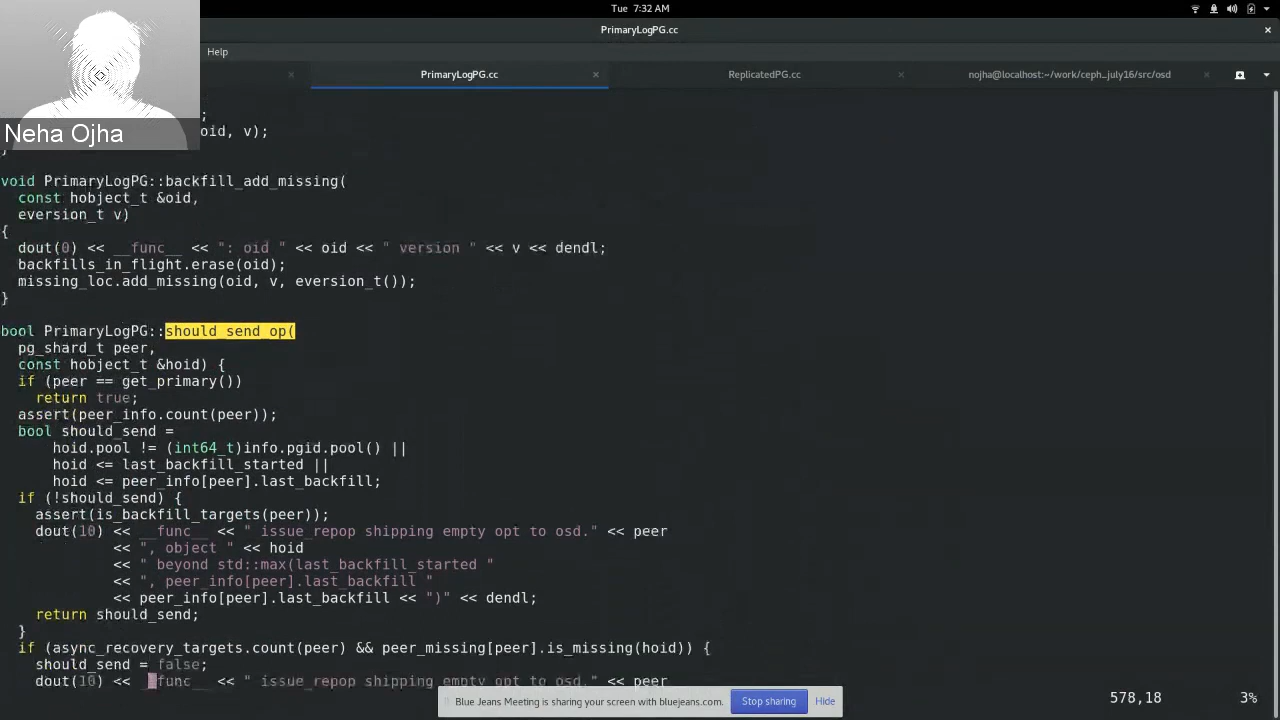 Tue 7:32 AM
PrimaryLogPG.cc
Help
PrimaryLogPG.cc
ReplicatedPG.cc
nojha@localhost:~/work/ceph_july16/src/osd
Neha Ojha
;
oid, v);
}
void PrimaryLogPG::backfill_add_missing(
const hobject_t &oid,
eversion_t v)
{
dout(0) << __func__ << ": oid " << oid << " version " << v << dendl;
backfills_in_flight.erase(oid);
missing_loc.add_missing(oid, v, eversion_t());
}
bool PrimaryLogPG::should_send_op(
pg_shard_t peer,
const hobject_t &hoid) {
if (peer == get_primary())
return true;
assert(peer_info.count(peer));
bool should_send =
hoid.pool != (int64_t)info.pgid.pool() ||
hoid <= last_backfill_started ||
hoid <= peer_info[peer].last_backfill;
if (!should_send) {
assert(is_backfill_targets(peer));
dout(10) << __func__ << " issue_repop shipping empty opt to osd." << peer
<< ", object " << hoid
<< " beyond std::max(last_backfill_started "
<< ", peer_info[peer].last_backfill "
<< peer_info[peer].last_backfill << ")" << dendl;
return should_send;
}
if (async_recovery_targets.count(peer) && peer_missing[peer].is_missing(hoid)) {
should_send = false;
dout(10) << __func__ << " issue_repop shipping empty opt to osd." << peer
578,18
3%
Blue Jeans Meeting is sharing your screen with bluejeans.com.
Stop sharing
Hide